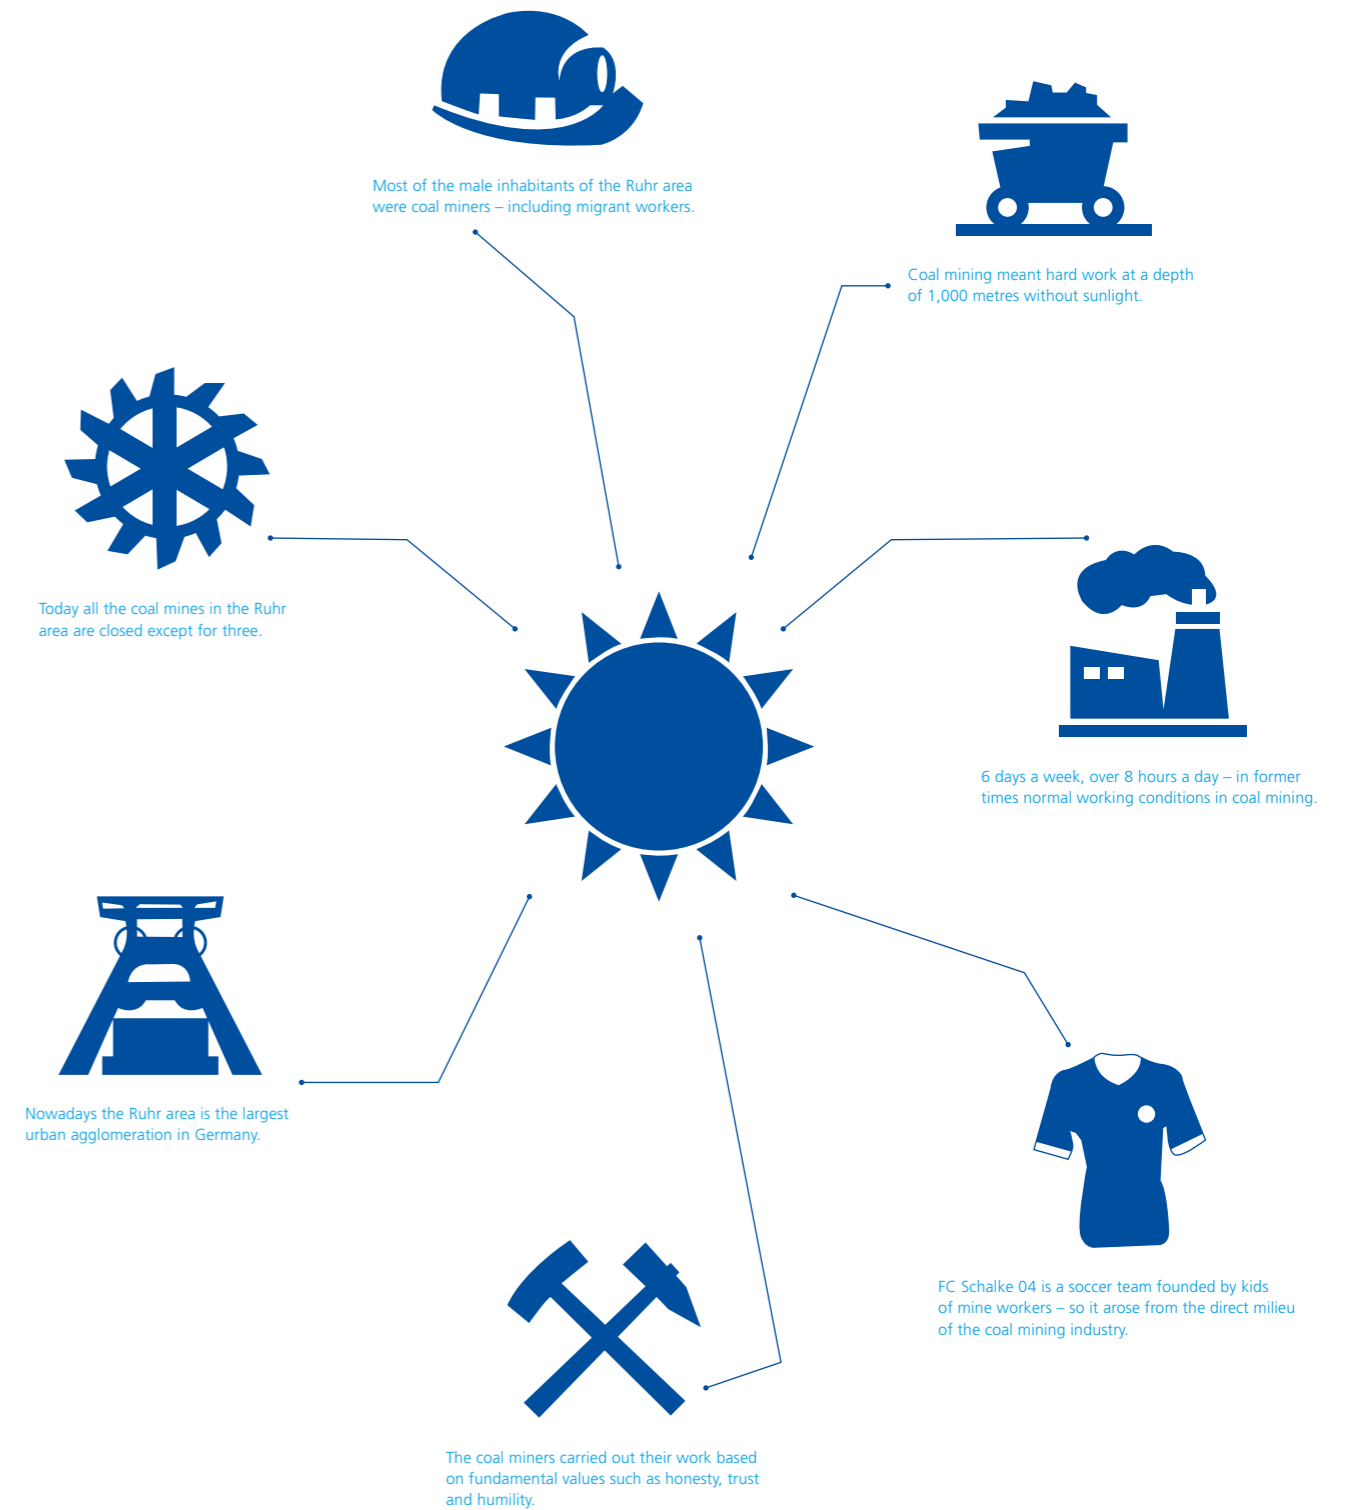 Most of the male inhabitants of the Ruhr area
were coal miners – including migrant workers.
Coal mining meant hard work at a depth
of 1,000 metres without sunlight.
Today all the coal mines in the Ruhr
area are closed except for three.
6 days a week, over 8 hours a day – in former
times normal working conditions in coal mining.
Nowadays the Ruhr area is the largest
urban agglomeration in Germany.
FC Schalke 04 is a soccer team founded by kids
of mine workers – so it arose from the direct milieu
of the coal mining industry.
The coal miners carried out their work based
on fundamental values such as honesty, trust
and humility.